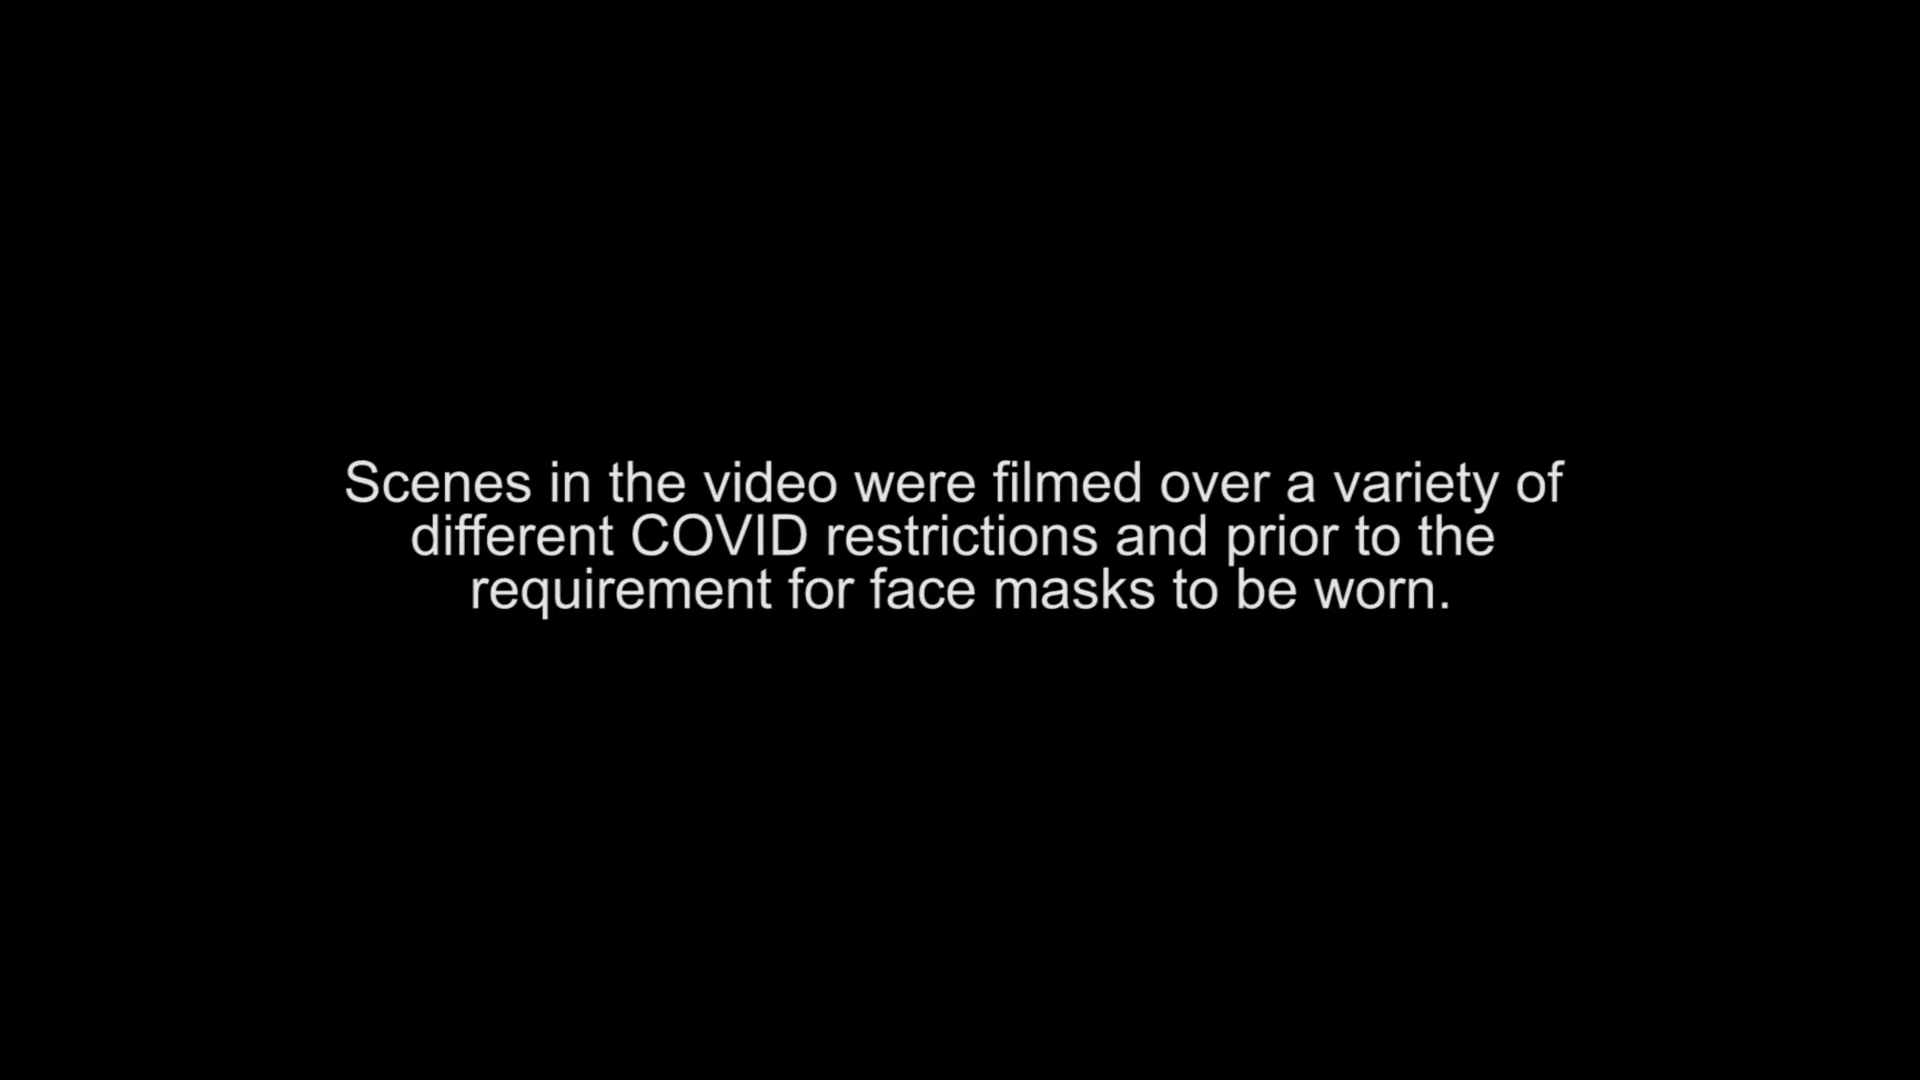 Scenes in the video were filmed over a variety of
different COVID restrictions and prior to the
requirement for face masks to be worn.